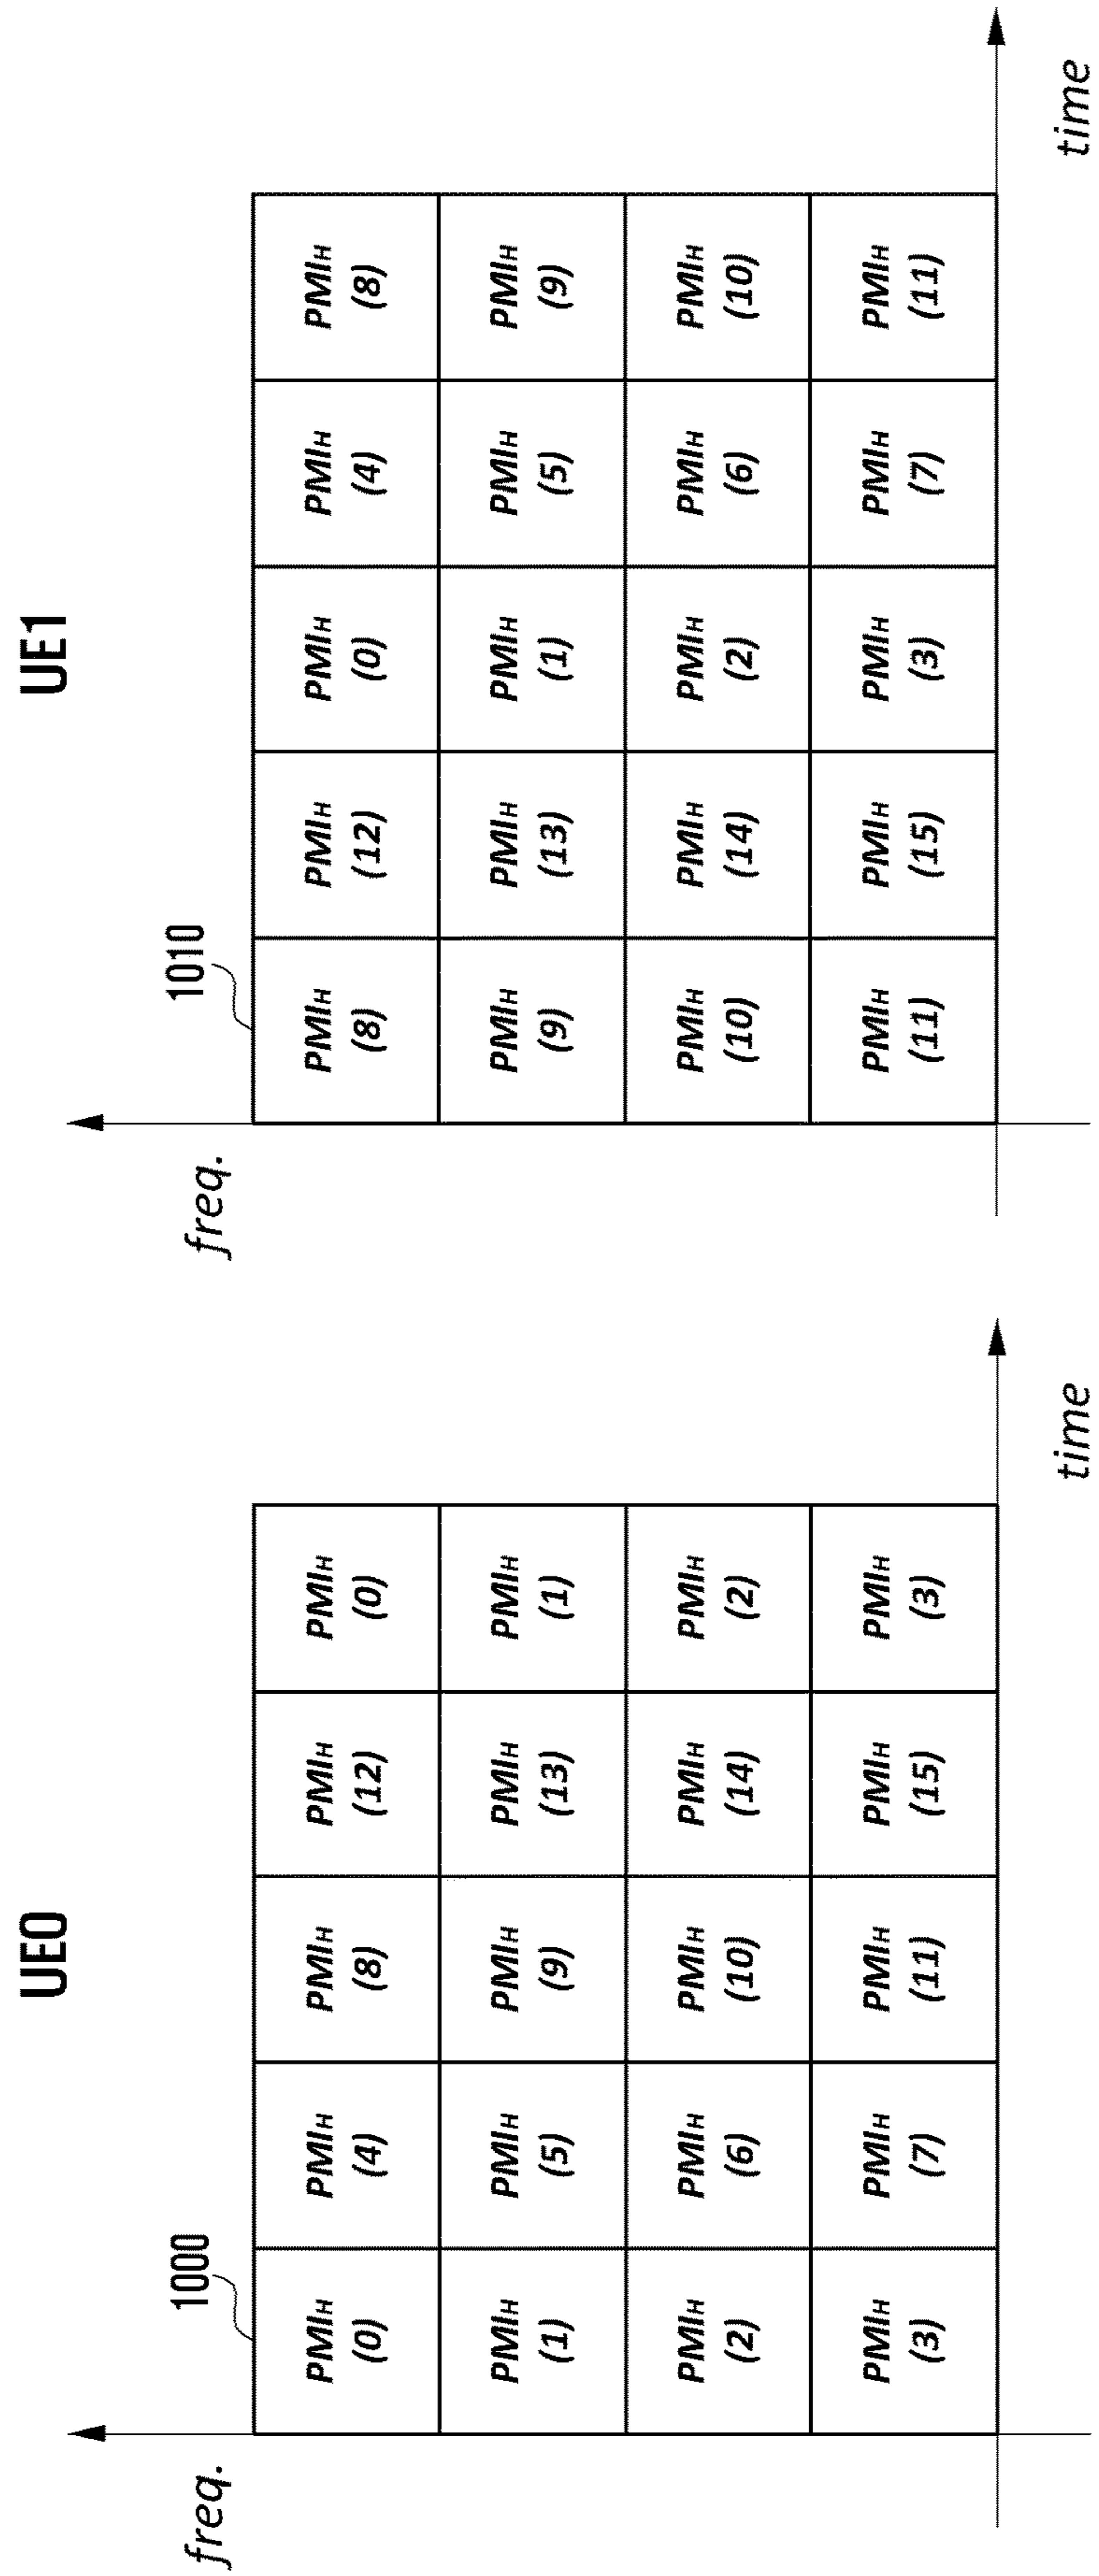 UE0
1000
freq.
PMIH PMIH PMIH PMIH PMIH
(0) (4) (8) (12) (0)
PMIH PMIH PMIH PMIH PMIH
(1) (5) (9) (13) (1)
PMIH PMIH PMIH PMIH PMIH
(2) (6) (10) (14) (2)
PMIH PMIH PMIH PMIH PMIH
(3) (7) (11) (15) (3)
time
UE1
1010
freq.
PMIH PMIH PMIH PMIH PMIH
(8) (12) (0) (4) (8)
PMIH PMIH PMIH PMIH PMIH
(9) (13) (1) (5) (9)
PMIH PMIH PMIH PMIH PMIH
(10) (14) (2) (6) (10)
PMIH PMIH PMIH PMIH PMIH
(11) (15) (3) (7) (11)
time